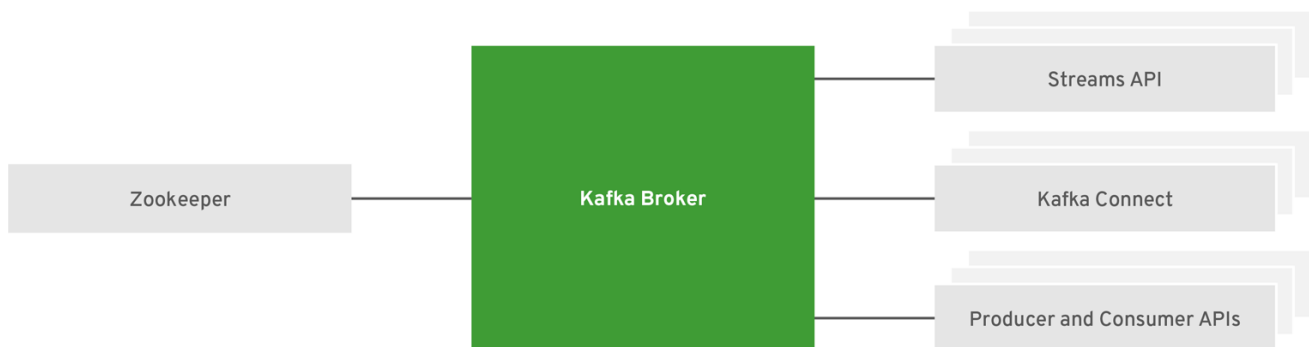 Streams API
Zookeeper
Kafka Broker
Kafka Connect
Producer and Consumer APIs